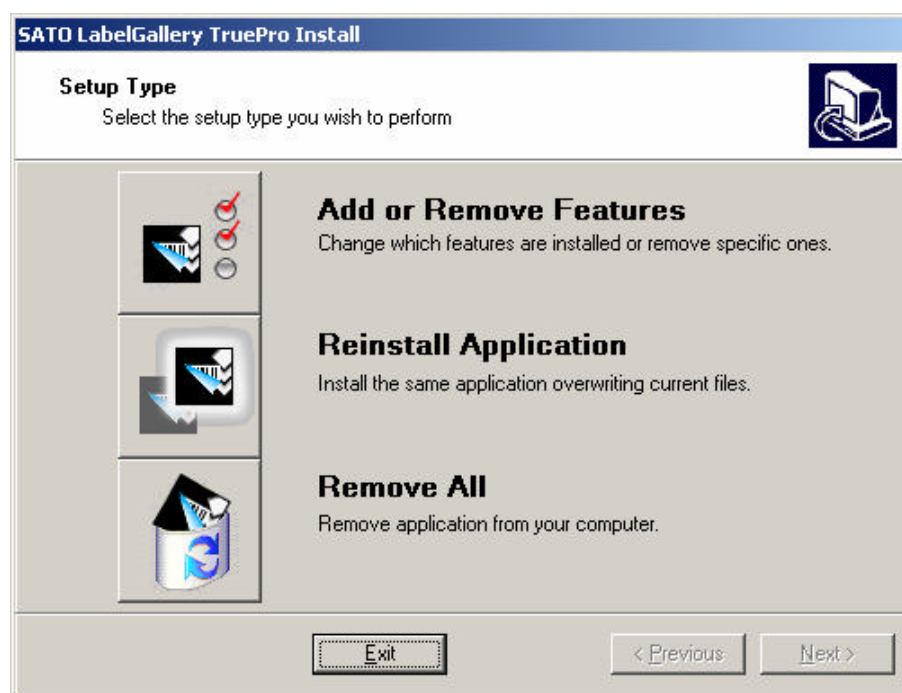 SATO LabelGallery TruePro Install
Setup Type
Select the setup type you wish to perform
Add or Remove Features
Change which features are installed or remove specific ones.
Reinstall Application
Install the same application overwriting current files.
Remove All
Remove application from your computer.
Exit
< Previous
Next >